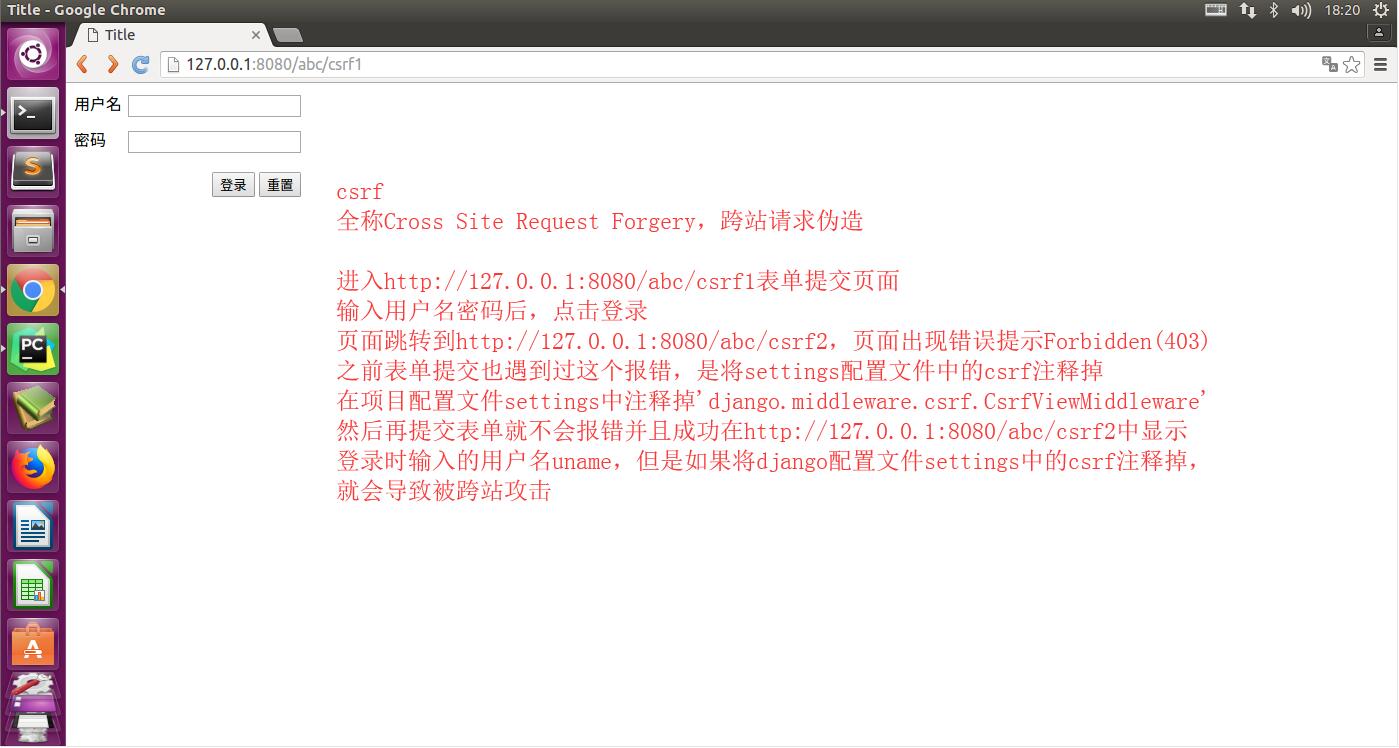 Title - Google Chrome
18:20
Title
127.0.0.1:8080/abc/csrf1
用户名
密码
登录 重置
csrf
全称Cross Site Request Forgery，跨站请求伪造
进入http://127.0.0.1:8080/abc/csrf1表单提交页面
输入用户名密码后，点击登录
页面跳转到http://127.0.0.1:8080/abc/csrf2，页面出现错误提示Forbidden(403)
之前表单提交也遇到过这个报错，是将settings配置文件中的csrf注释掉
在项目配置文件settings中注释掉'django.middleware.csrf.CsrfViewMiddleware'
然后再提交表单就不会报错并且成功在http://127.0.0.1:8080/abc/csrf2中显示
登录时输入的用户名uname，但是如果将django配置文件settings中的csrf注释掉，
就会导致被跨站攻击